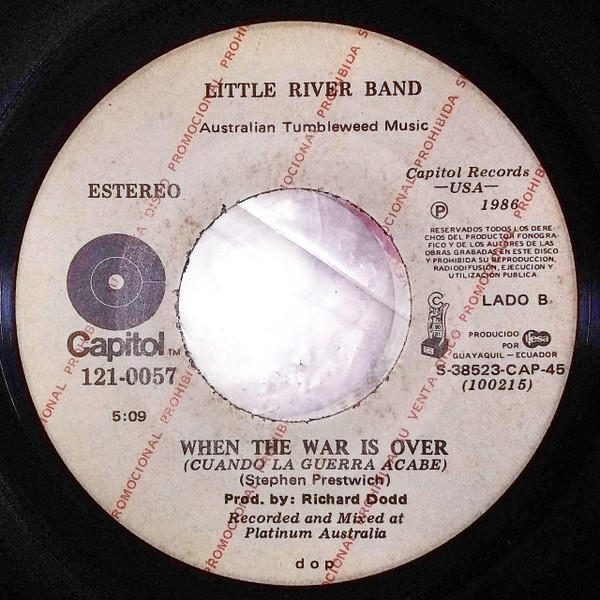 LITTLE RIVER BAND
Australian Tumbleweed Music
ESTEREO
Capitol Records
—USA—
Ⓟ 1986
RESERVADOS TODOS LOS DERE-
CHOS DEL PRODUCTOR FONOGRA-
FICO Y DE LOS AUTORES DE LAS
OBRAS GRABADAS EN ESTE DISCO
Y PROHIBIDA SU REPRODUCCION,
RADIODIFUSION, EJECUCION Y
UTILIZACION PUBLICA
LADO B
Capitol TM
121-0057
PRODUCIDO
POR ifesa
GUAYAQUIL - ECUADOR
S-38523-CAP-45
(100215)
5:09
WHEN THE WAR IS OVER
(CUANDO LA GUERRA ACABE)
(Stephen Prestwich)
Prod. by: Richard Dodd
Recorded and Mixed at
Platinum Australia
dop
DISCO PROMOCIONAL PROHIBIDA SU VENTA